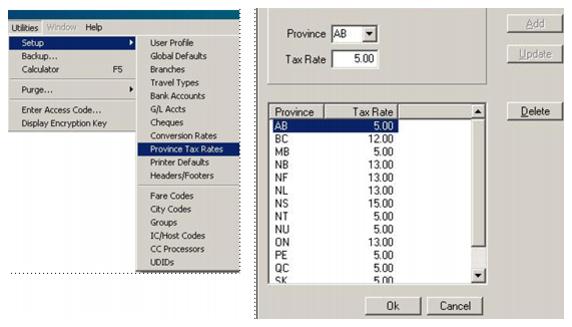 Utilities Window Help
Setup
Backup...
Calculator F5
Purge...
Enter Access Code...
Display Encryption Key
User Profile
Global Defaults
Branches
Travel Types
Bank Accounts
G/L Accts
Cheques
Conversion Rates
Province Tax Rates
Printer Defaults
Headers/Footers
Fare Codes
City Codes
Groups
IC/Host Codes
CC Processors
UDIDs
Province AB
Tax Rate 5.00
Add
Update
Delete
Province Tax Rate
AB 5.00
BC 12.00
MB 5.00
NB 13.00
NF 13.00
NL 13.00
NS 15.00
NT 5.00
NU 5.00
ON 13.00
PE 5.00
QC 5.00
SK 5.00
Ok Cancel